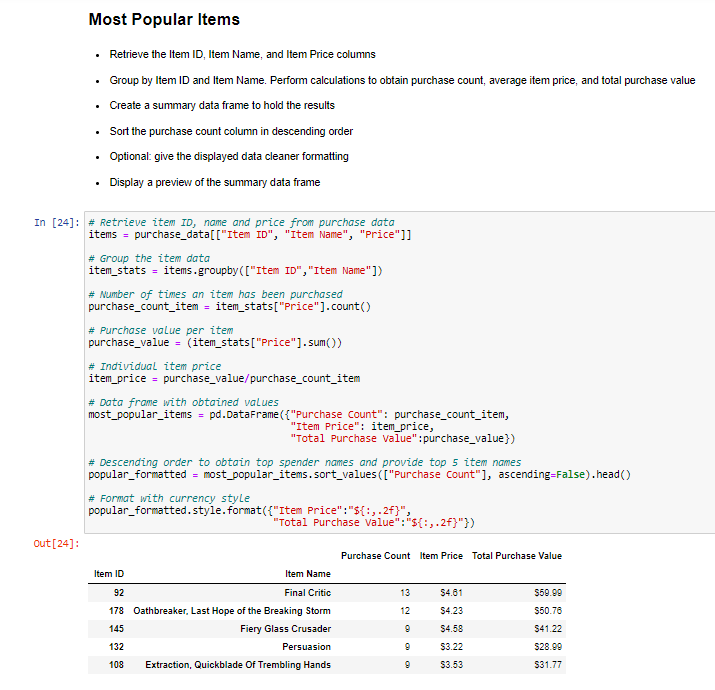 Most Popular Items
• Retrieve the Item ID, Item Name, and Item Price columns
• Group by Item ID and Item Name. Perform calculations to obtain purchase count, average item price, and total purchase value
• Create a summary data frame to hold the results
• Sort the purchase count column in descending order
• Optional: give the displayed data cleaner formatting
• Display a preview of the summary data frame
In [24]: # Retrieve item ID, name and price from purchase data
items = purchase_data[["Item ID", "Item Name", "Price"]]
# Group the item data
item_stats = items.groupby(["Item ID","Item Name"])
# Number of times an item has been purchased
purchase_count_item = item_stats["Price"].count()
# Purchase value per item
purchase_value = (item_stats["Price"].sum())
# Individual item price
item_price = purchase_value/purchase_count_item
# Data frame with obtained values
most_popular_items = pd.DataFrame({"Purchase Count": purchase_count_item,
"Item Price": item_price,
"Total Purchase Value":purchase_value})
# Descending order to obtain top spender names and provide top 5 item names
popular_formatted = most_popular_items.sort_values(["Purchase Count"], ascending=False).head()
# Format with currency style
popular_formatted.style.format({"Item Price":"${:,.2f}",
"Total Purchase Value":"${:,.2f}"})
Out[24]:
Purchase Count Item Price Total Purchase Value
Item ID Item Name
92 Final Critic 13 $4.61 $59.99
178 Oathbreaker, Last Hope of the Breaking Storm 12 $4.23 $50.76
145 Fiery Glass Crusader 9 $4.58 $41.22
132 Persuasion 9 $3.22 $28.99
108 Extraction, Quickblade Of Trembling Hands 9 $3.53 $31.77